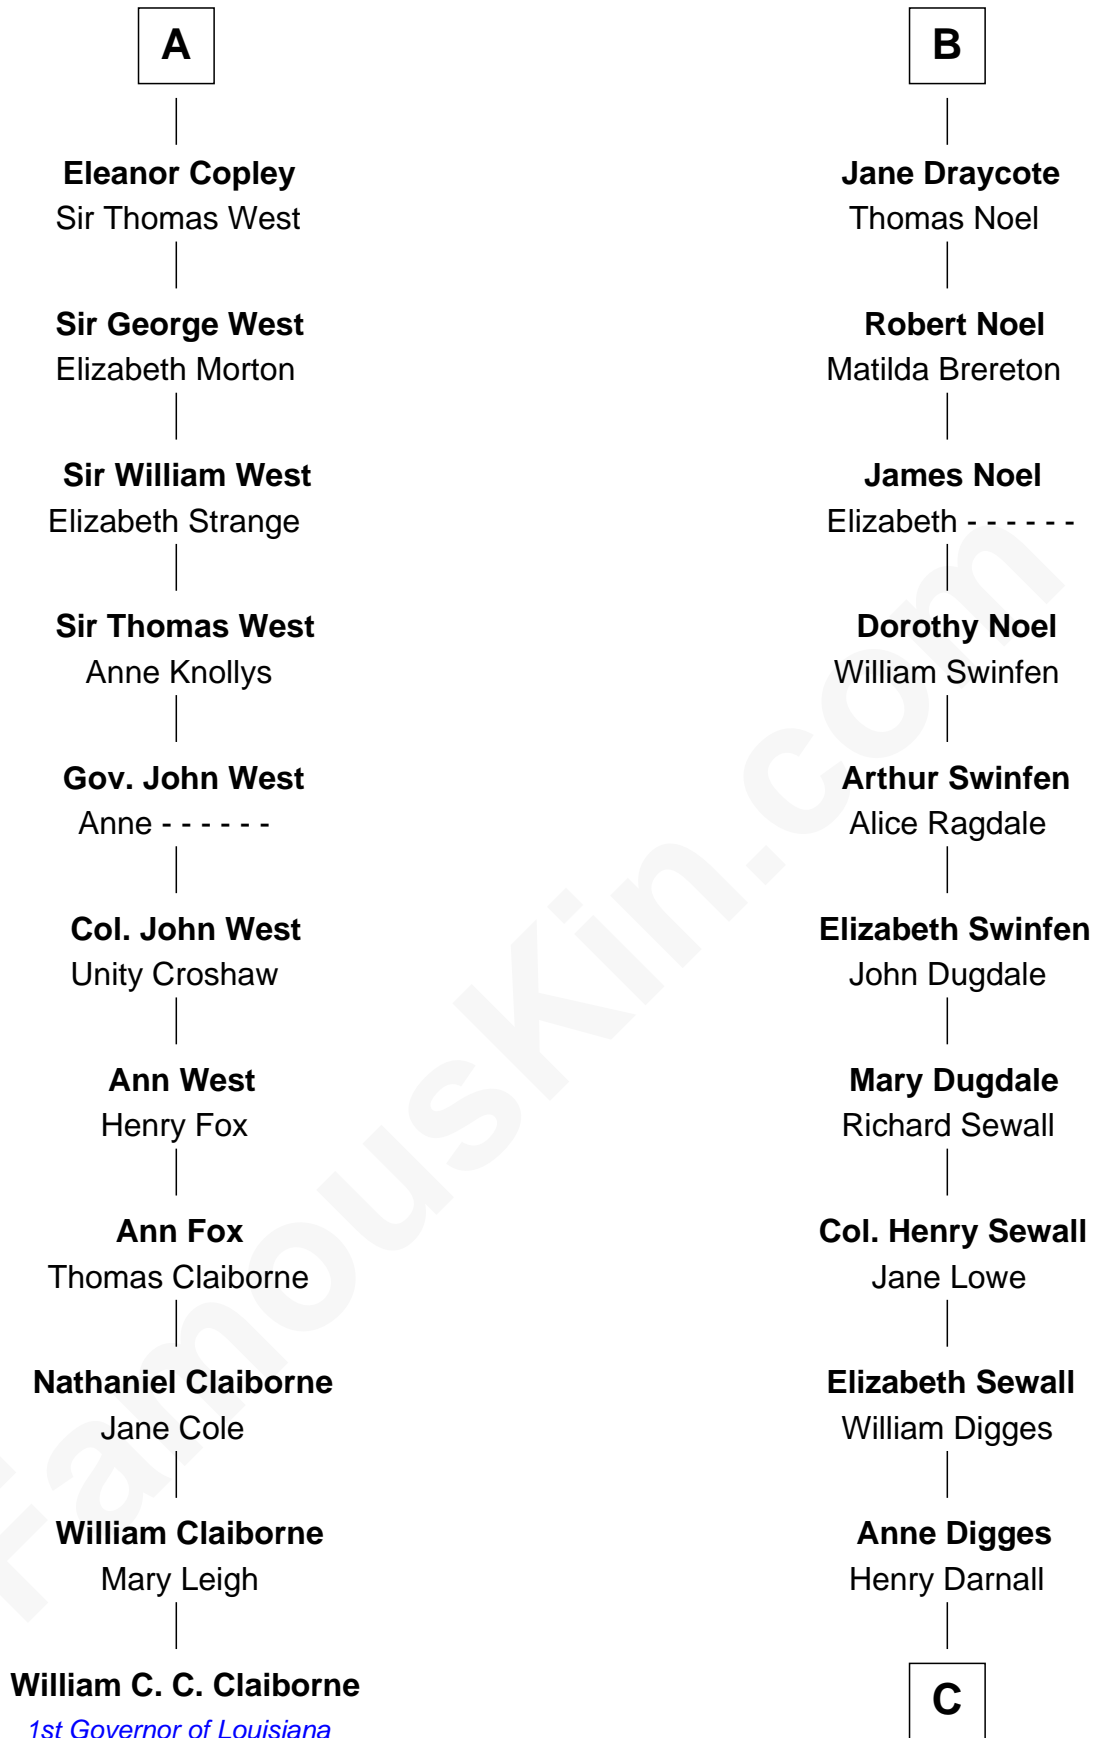 A
Eleanor Copley
Sir Thomas West
Sir George West
Elizabeth Morton
Sir William West
Elizabeth Strange
Sir Thomas West
Anne Knollys
Gov. John West
Anne - - - - - -
Col. John West
Unity Croshaw
Ann West
Henry Fox
Ann Fox
Thomas Claiborne
Nathaniel Claiborne
Jane Cole
William Claiborne
Mary Leigh
William C. C. Claiborne
1st Governor of Louisiana
B
Jane Draycote
Thomas Noel
Robert Noel
Matilda Brereton
James Noel
Elizabeth - - - - - -
Dorothy Noel
William Swinfen
Arthur Swinfen
Alice Ragdale
Elizabeth Swinfen
John Dugdale
Mary Dugdale
Richard Sewall
Col. Henry Sewall
Jane Lowe
Elizabeth Sewall
William Digges
Anne Digges
Henry Darnall
C
FamousKin.com